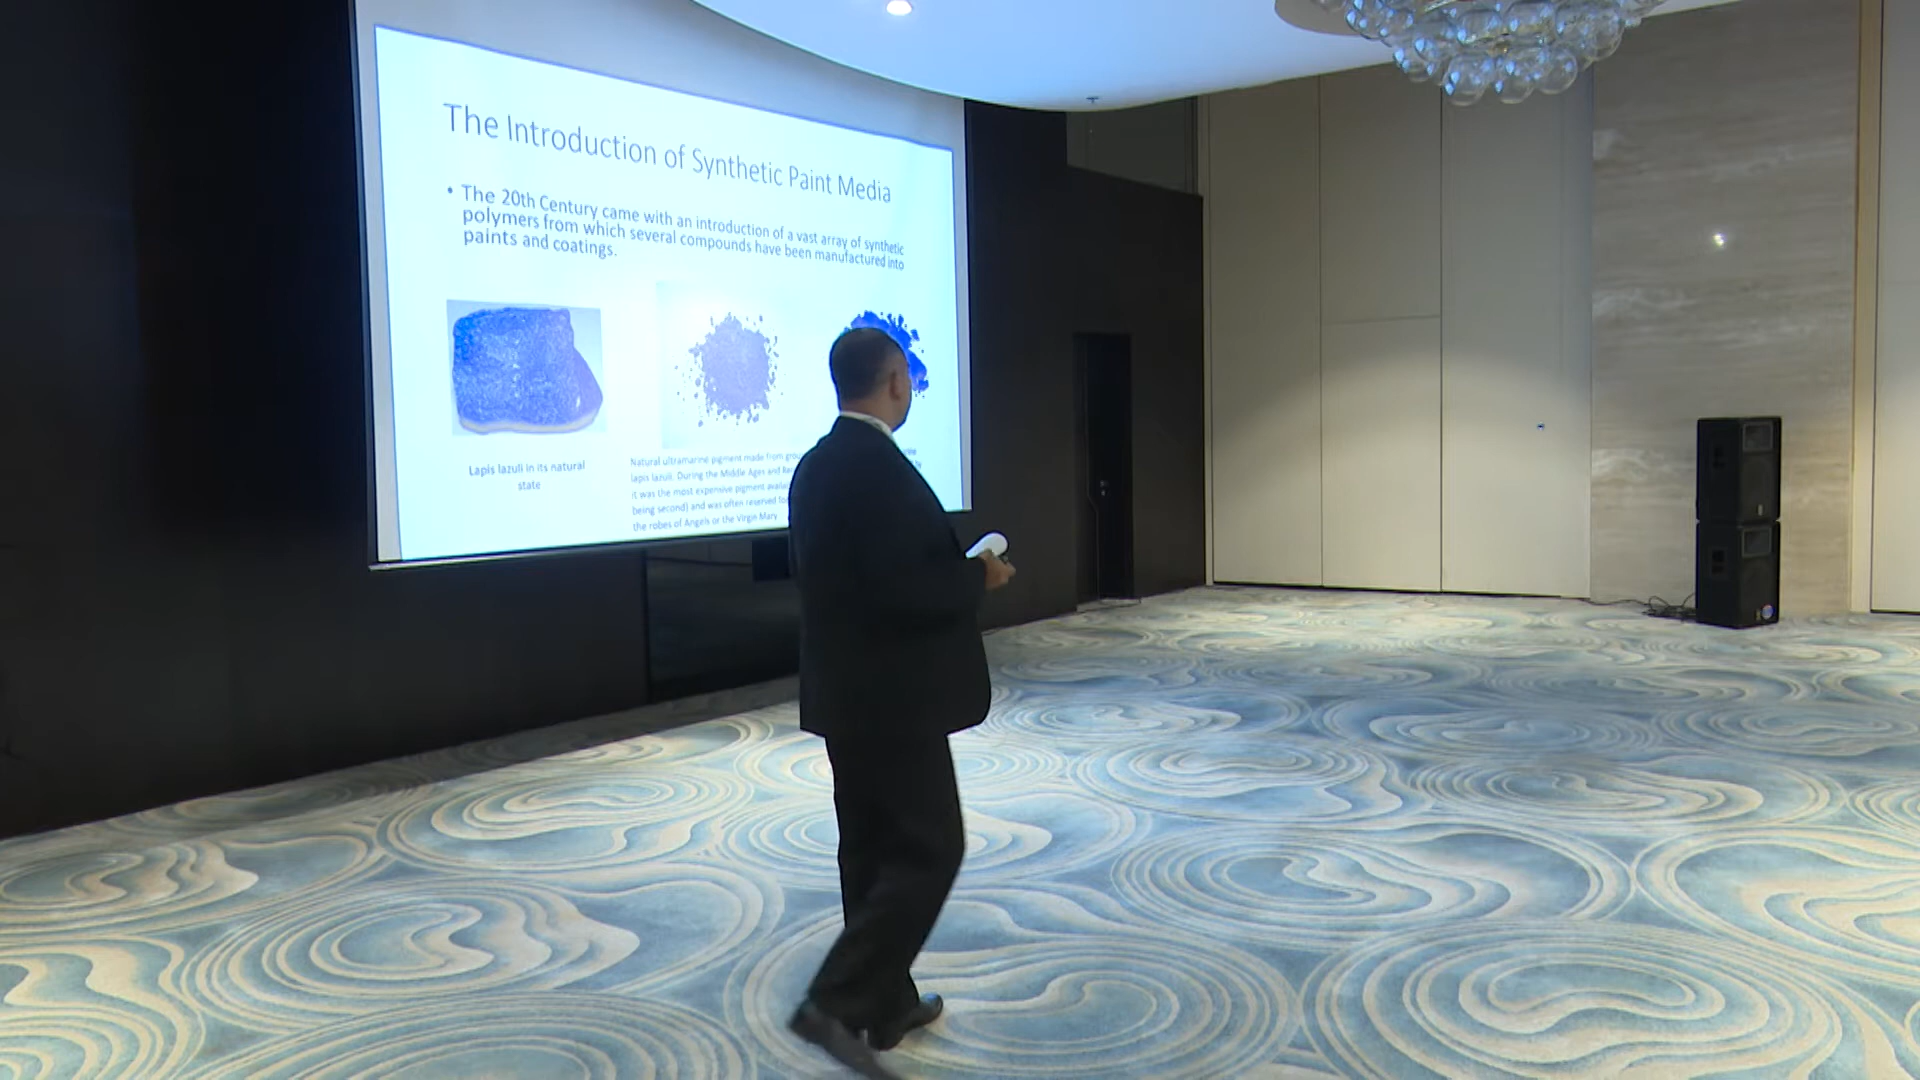 The Introduction of Synthetic Paint Media
• The 20th Century came with an introduction of a vast array of synthetic
polymers from which several compounds have been manufactured into
paints and coatings.
Lapis lazuli in its natural
state
Natural ultramarine pigment made from
lapis lazuli. During the Middle Ages and
it was the most expensive pigment
being second) and was often reserved for
the robes of Angels or the Virgin Mary